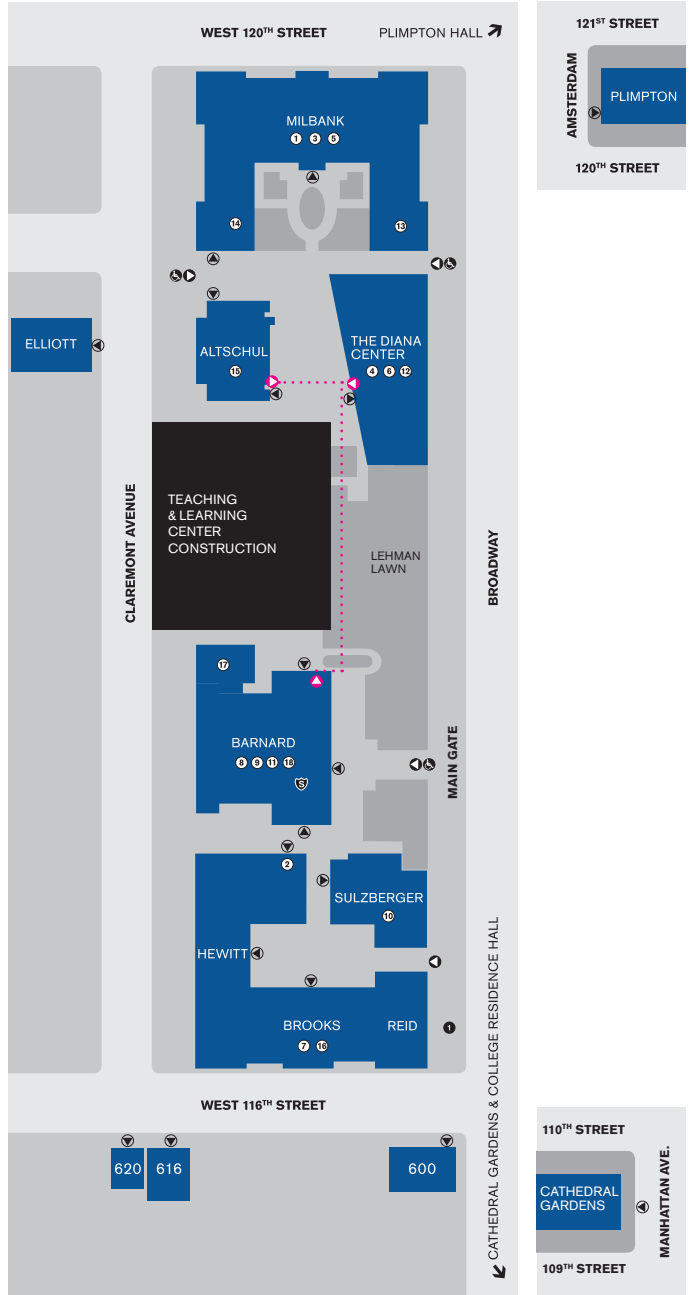 WEST 120TH STREET
PLIMPTON HALL
121ST STREET
AMSTERDAM
PLIMPTON
120TH STREET
MILBANK
1 3 5
14
13
ELLIOTT
ALTSCHUL
15
THE DIANA
CENTER
4 6 12
TEACHING
& LEARNING
CENTER
CONSTRUCTION
CLAREMONT AVENUE
LEHMAN
LAWN
BROADWAY
17
BARNARD
8 9 11 18
S
MAIN GATE
2
SULZBERGER
10
HEWITT
BROOKS
7 16
REID
1
CATHEDRAL GARDENS & COLLEGE RESIDENCE HALL
WEST 116TH STREET
620
616
600
110TH STREET
CATHEDRAL
GARDENS
MANHATTAN AVE.
109TH STREET